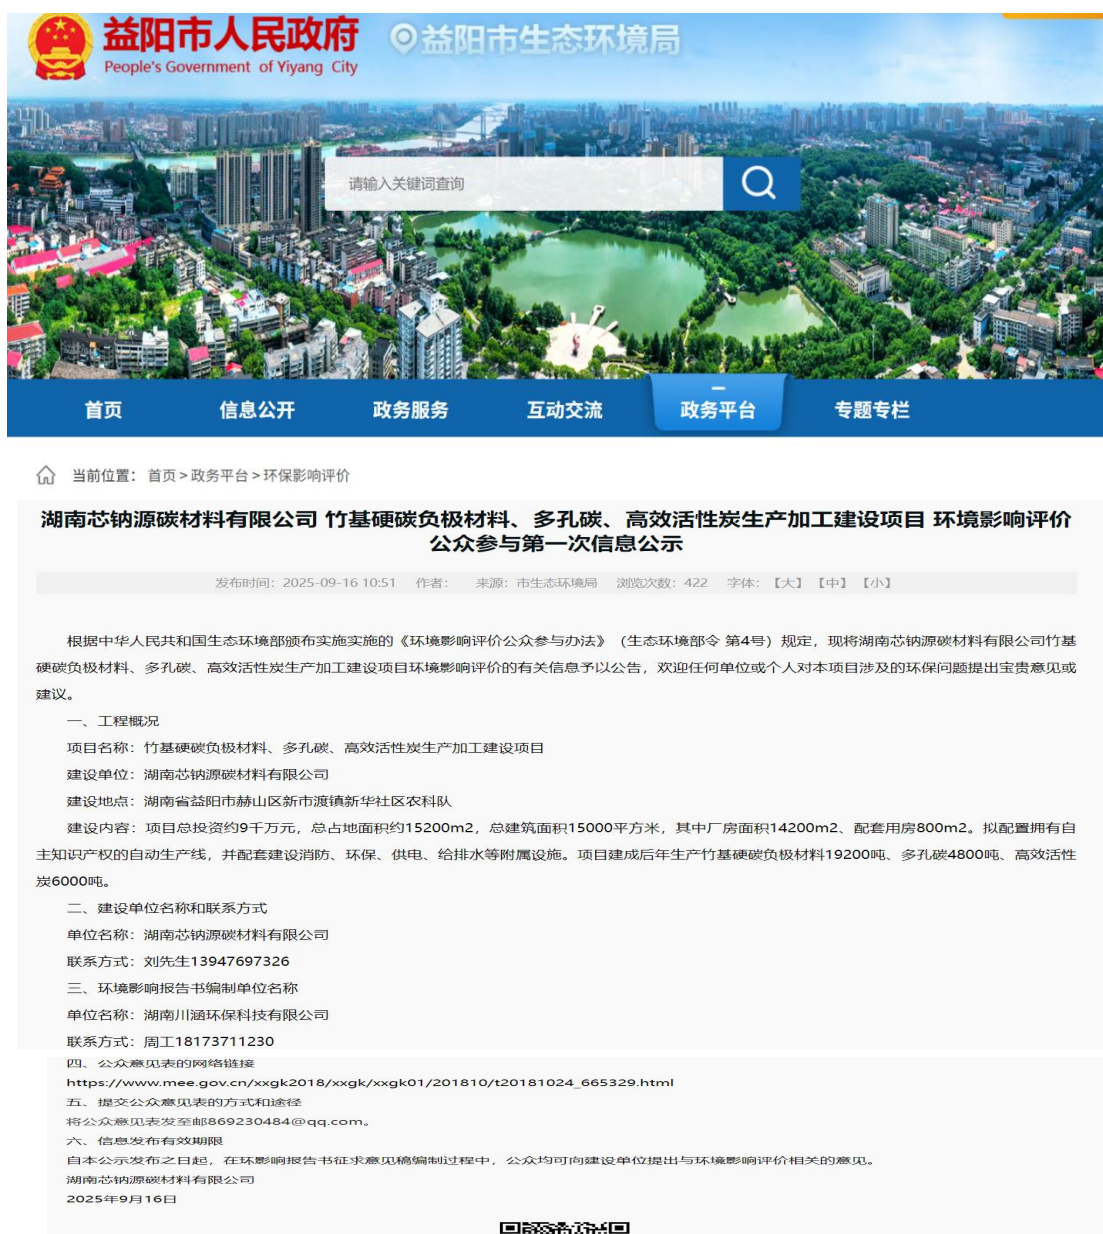 益阳市人民政府
People's Government of Yiyang City
益阳市生态环境局
请输入关键词查询
首页 信息公开 政务服务 互动交流 政务平台 专题专栏
当前位置： 首页 > 政务平台 > 环保影响评价
湖南芯钠源碳材料有限公司 竹基硬碳负极材料、多孔碳、高效活性炭生产加工建设项目 环境影响评价
公众参与第一次信息公示
发布时间：2025-09-16 10:51 作者： 来源：市生态环境局 浏览次数：422 字体：【大】【中】【小】
根据中华人民共和国生态环境部颁布实施实施的《环境影响评价公众参与办法》（生态环境部令 第4号）规定，现将湖南芯钠源碳材料有限公司竹基
硬碳负极材料、多孔碳、高效活性炭生产加工建设项目环境影响评价的有关信息予以公告，欢迎任何单位或个人对本项目涉及的环保问题提出宝贵意见或
建议。
一、工程概况
项目名称：竹基硬碳负极材料、多孔碳、高效活性炭生产加工建设项目
建设单位：湖南芯钠源碳材料有限公司
建设地点：湖南省益阳市赫山区新市渡镇新华社区农科队
建设内容：项目总投资约9千万元，总占地面积约15200m2，总建筑面积15000平方米，其中厂房面积14200m2、配套用房800m2。拟配置拥有自
主知识产权的自动生产线，并配套建设消防、环保、供电、给排水等附属设施。项目建成后年生产竹基硬碳负极材料19200吨、多孔碳4800吨、高效活性
炭6000吨。
二、建设单位名称和联系方式
单位名称：湖南芯钠源碳材料有限公司
联系方式：刘先生13947697326
三、环境影响报告书编制单位名称
单位名称：湖南川涵环保科技有限公司
联系方式：周工18173711230
四、公众意见表的网络链接
https://www.mee.gov.cn/xxgk2018/xxgk/xxgk01/201810/t20181024_665329.html
五、提交公众意见表的方式和途径
将公众意见表发至邮869230484@qq.com。
六、信息发布有效期限
自本公示发布之日起，在环影响报告书征求意见稿编制过程中，公众均可向建设单位提出与环境影响评价相关的意见。
湖南芯钠源碳材料有限公司
2025年9月16日